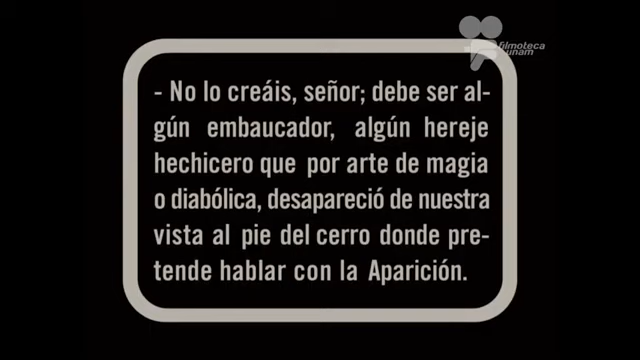 filmoteca
unam
- No lo creáis, señor; debe ser al-
gún embaucador, algún hereje
hechicero que por arte de magia
o diabólica, desapareció de nuestra
vista al pie del cerro donde pre-
tende hablar con la Aparición.